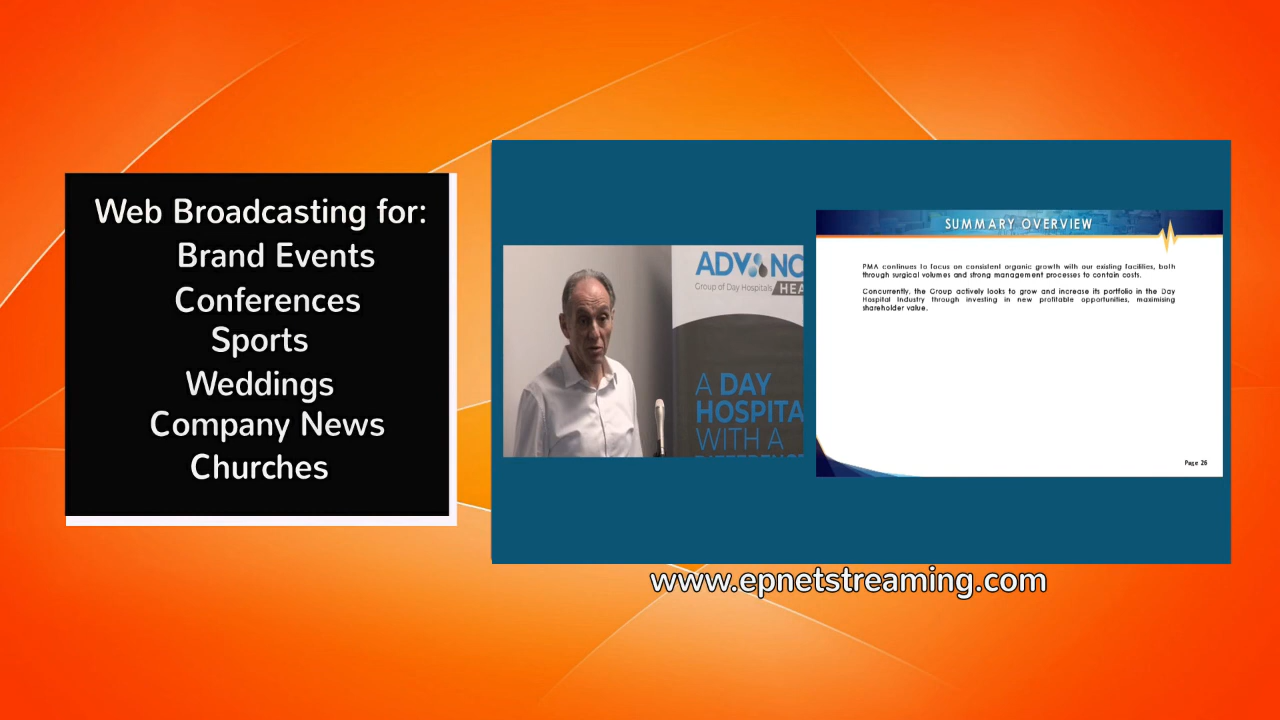 Web Broadcasting for:
Brand Events
Conferences
Sports
Weddings
Company News
Churches
Group of Day Hospitals
A DAY
WITH A
SUMMARY OVERVIEW
PMA continues to focus on consistent organic growth with our existing facilities, both
through surgical volumes and strong management processes to contain costs.
Concurrently, the Group actively looks to grow and increase its portfolio in the Day
Hospital Industry through investing in new profitable opportunities, maximising
shareholder value.
Page 26
www.epnetstreaming.com